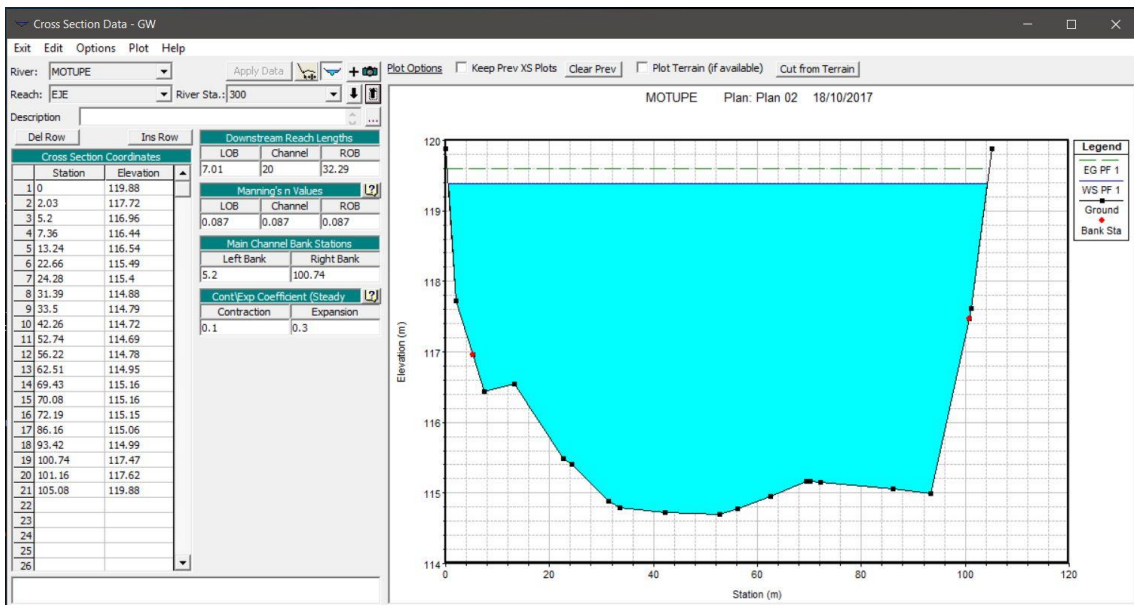 Cross Section Data - GW
Exit Edit Options Plot Help
River: MOTUPE Apply Data Plot Options Keep Prev XS Plots Clear Prev Plot Terrain (if available) Cut from Terrain
Reach: EJE River Sta.: 300
Description ...
Del Row Ins Row
Cross Section Coordinates
Station Elevation
1 0 119.88
2 2.03 117.72
3 5.2 116.96
4 7.36 116.44
5 13.24 116.54
6 22.66 115.49
7 24.28 115.4
8 31.39 114.88
9 33.5 114.79
10 42.26 114.72
11 52.74 114.69
12 56.22 114.78
13 62.51 114.95
14 69.43 115.16
15 70.08 115.16
16 72.19 115.15
17 86.16 115.06
18 93.42 114.99
19 100.74 117.47
20 101.16 117.62
21 105.08 119.88
22
23
24
25
26
Downstream Reach Lengths
LOB Channel ROB
7.01 20 32.29
Manning's n Values
LOB Channel ROB
0.087 0.087 0.087
Main Channel Bank Stations
Left Bank Right Bank
5.2 100.74
Cont\Exp Coefficient (Steady
Contraction Expansion
0.1 0.3
MOTUPE Plan: Plan 02 18/10/2017
Elevation (m)
120
119
118
117
116
115
114
0 20 40 60 80 100 120
Station (m)
Legend
EG PF 1
WS PF 1
Ground
Bank Sta